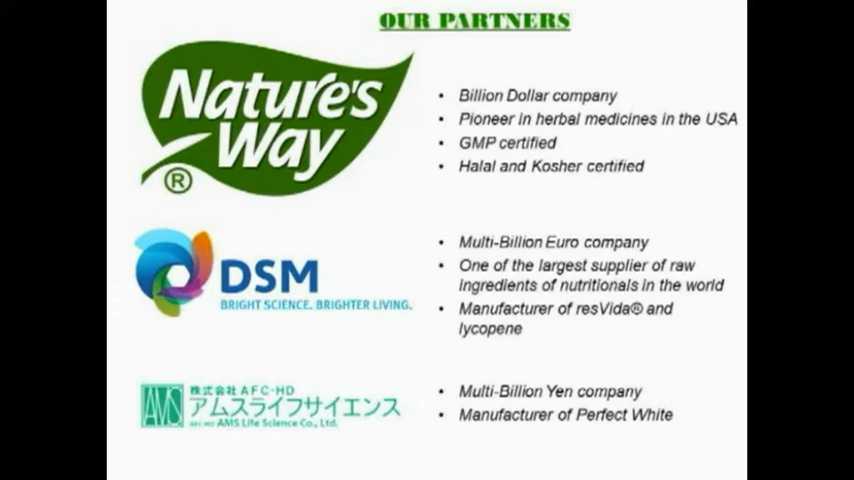 OUR PARTNERS
Nature's
Way
®
• Billion Dollar company
• Pioneer in herbal medicines in the USA
• GMP certified
• Halal and Kosher certified
DSM
BRIGHT SCIENCE. BRIGHTER LIVING.
• Multi-Billion Euro company
• One of the largest supplier of raw
ingredients of nutritionals in the world
• Manufacturer of resVida® and
lycopene
AMS
株式会社 AFC-HD
アムスライフサイエンス
AFC-HD AMS Life Science Co., Ltd.
• Multi-Billion Yen company
• Manufacturer of Perfect White